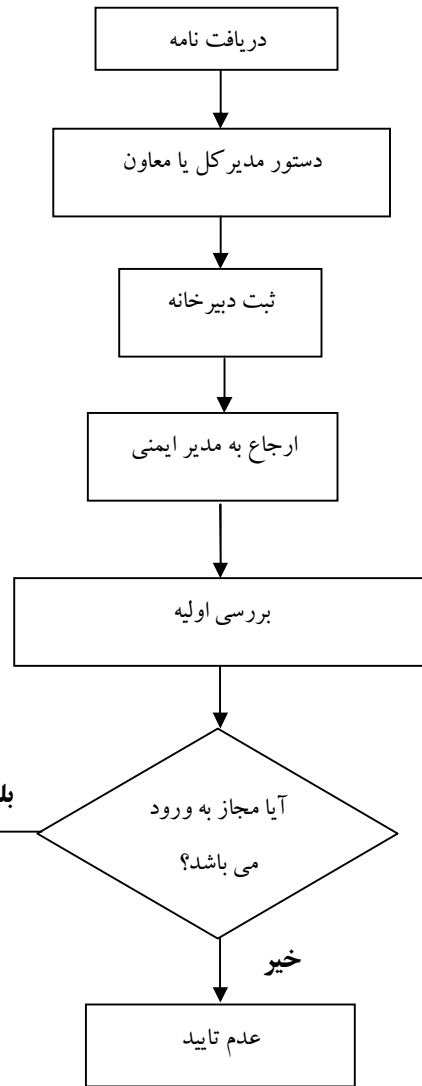 دریافت نامه
دستور مدیرکل یا معاون
ثبت دبیرخانه
ارجاع به مدیر ایمنی
بررسی اولیه
آیا مجاز به ورود
می باشد؟
خیر
عدم تایید